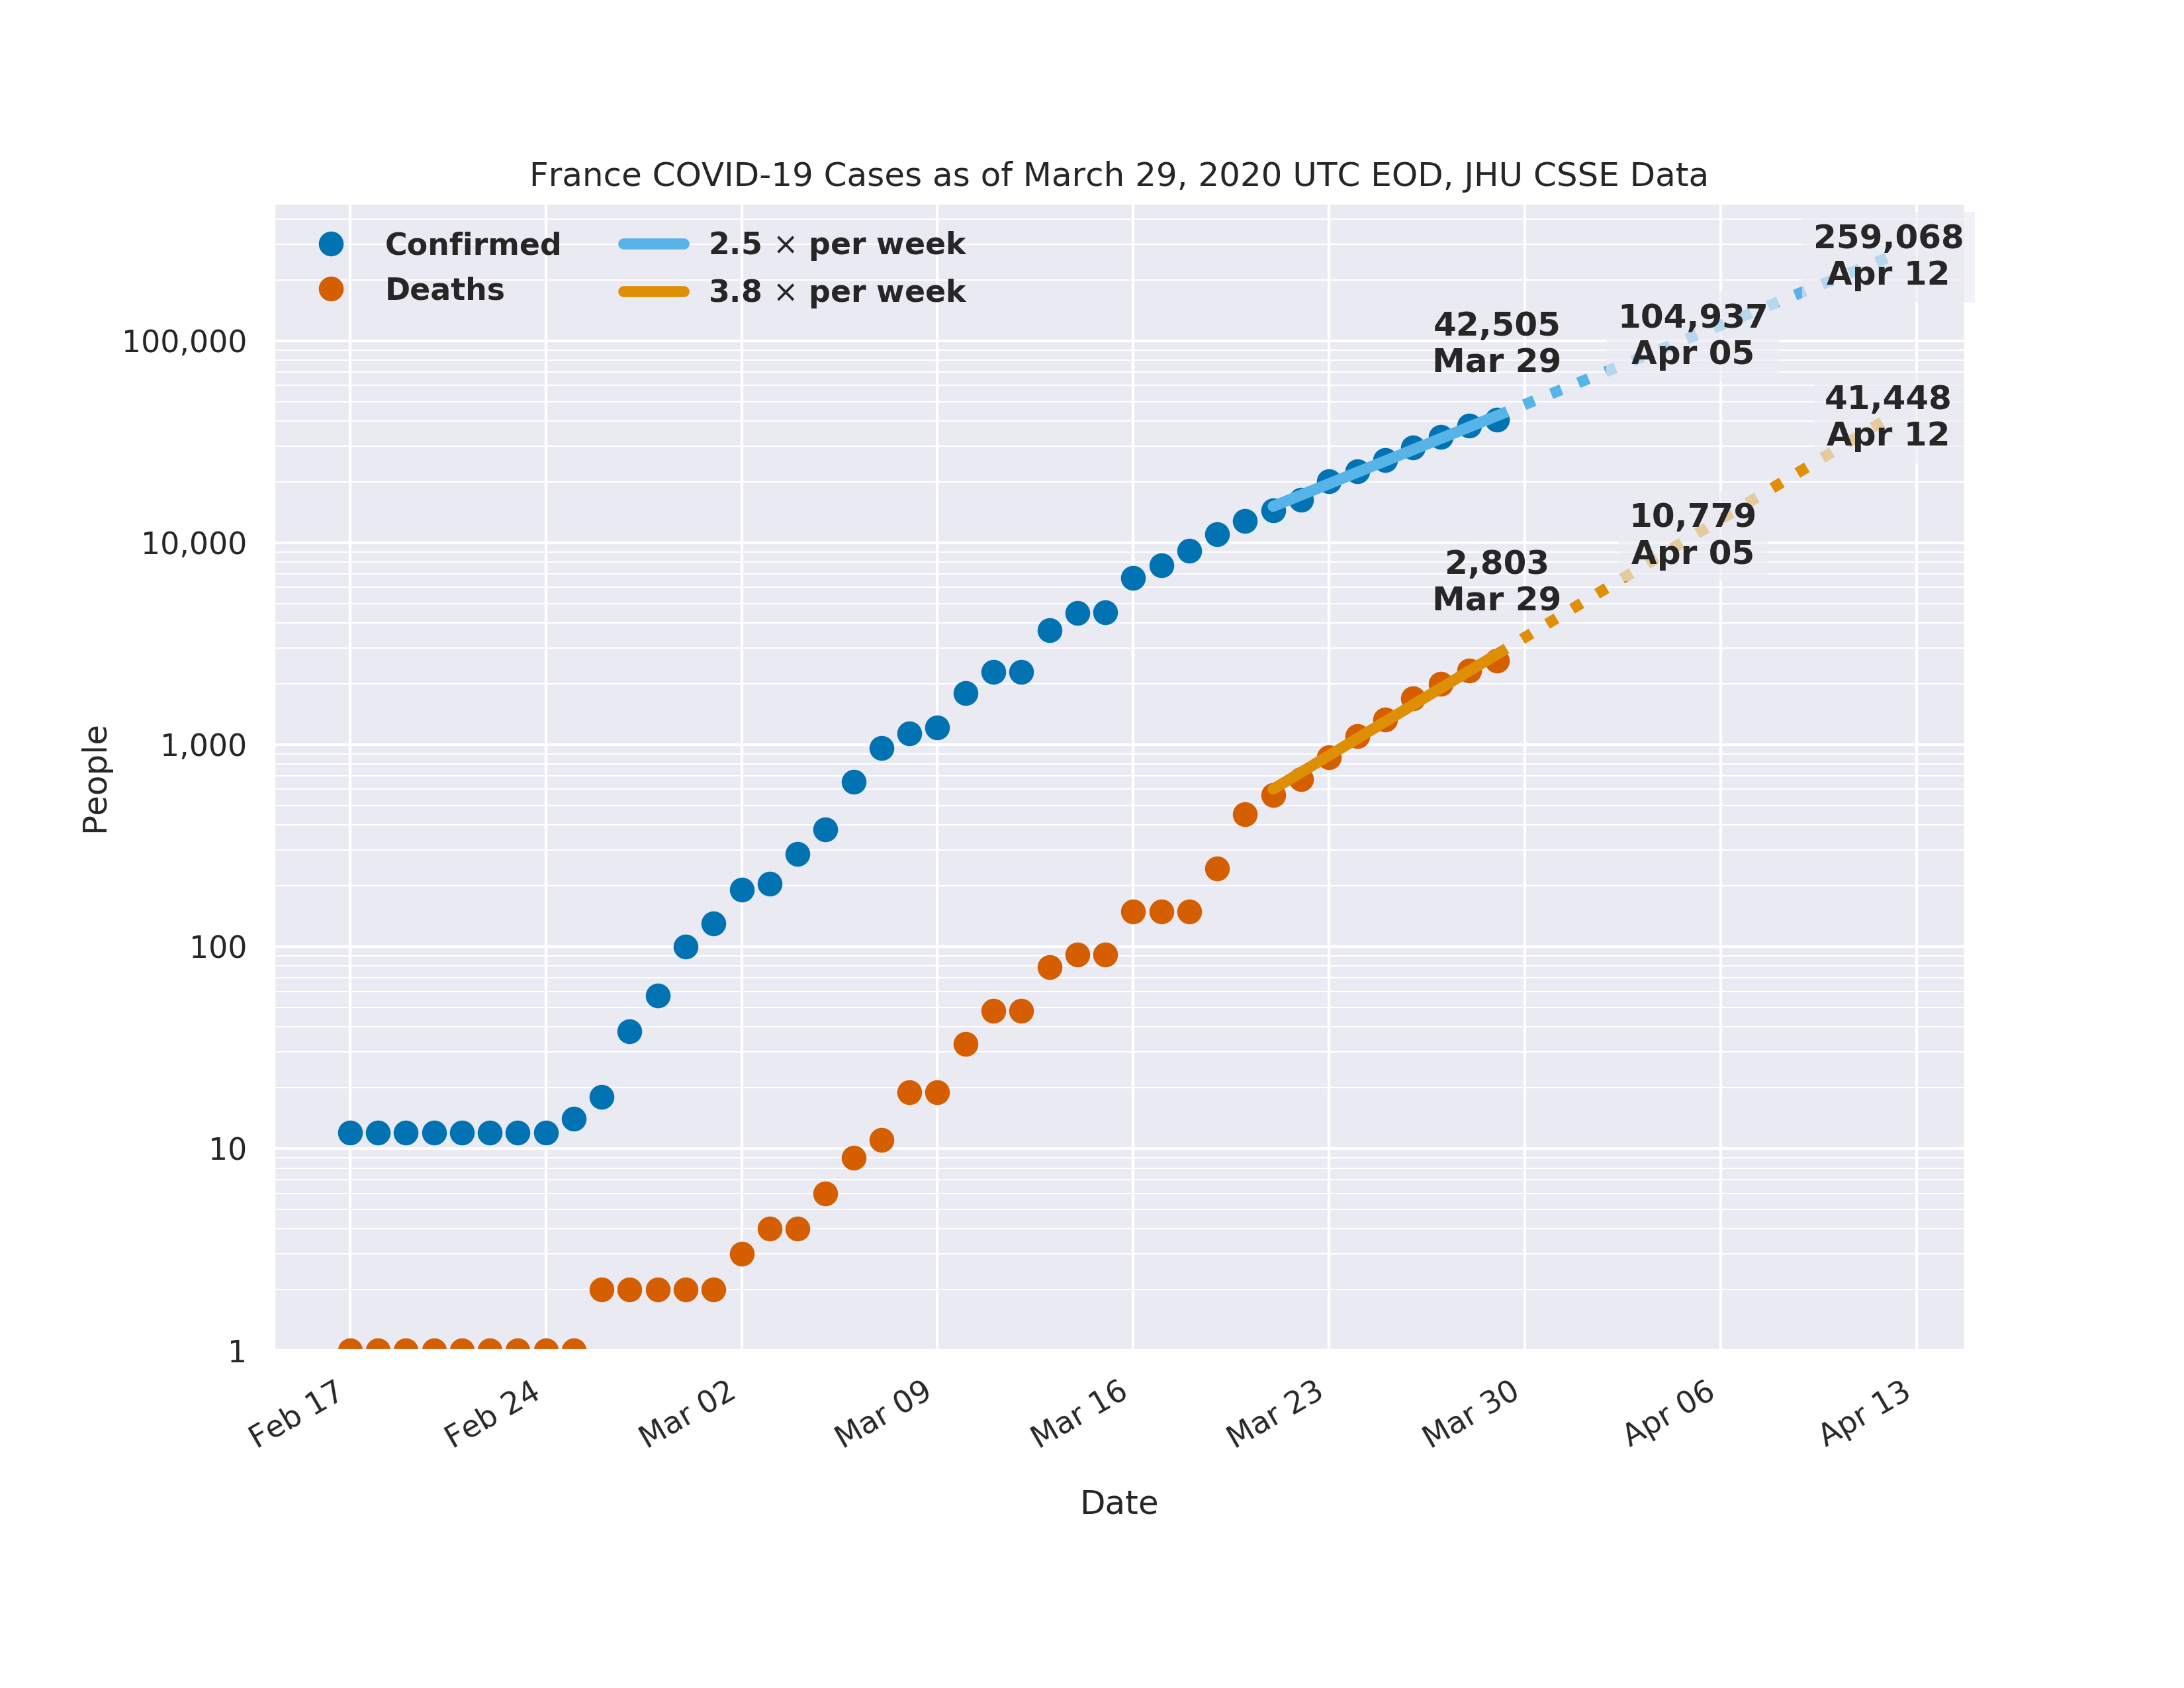 France COVID-19 Cases as of March 29, 2020 UTC EOD, JHU CSSE Data
Confirmed
Deaths
2.5 × per week
3.8 × per week
259,068
Apr 12
42,505
Mar 29
104,937
Apr 05
41,448
Apr 12
10,779
Apr 05
2,803
Mar 29
People
100,000
10,000
1,000
100
10
1
Feb 17
Feb 24
Mar 02
Mar 09
Mar 16
Mar 23
Mar 30
Apr 06
Apr 13
Date